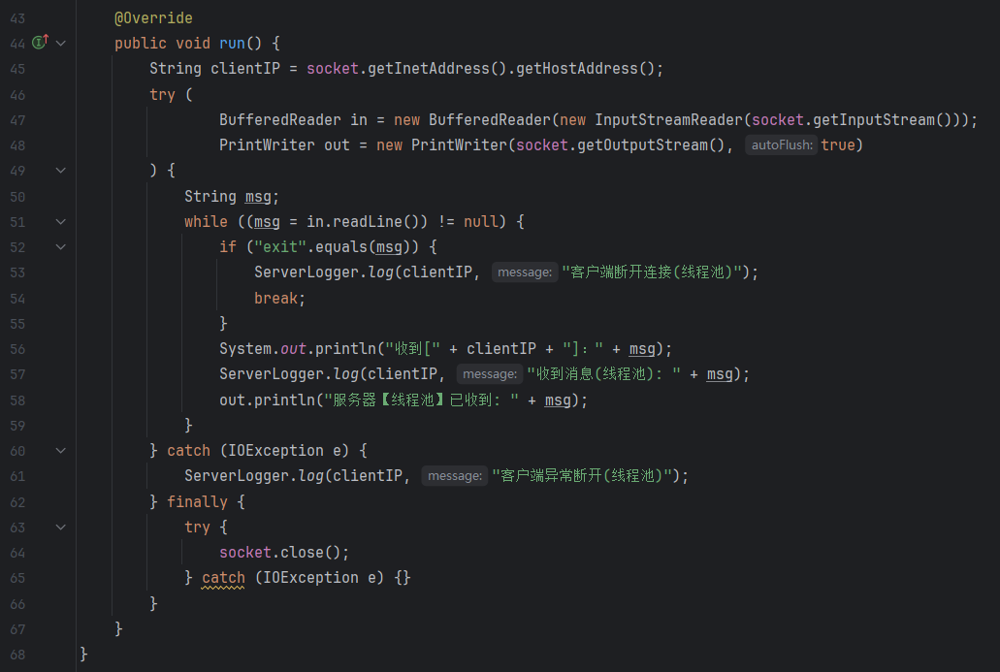 43 @Override
44 public void run() {
45 String clientIP = socket.getInetAddress().getHostAddress();
46 try (
47 BufferedReader in = new BufferedReader(new InputStreamReader(socket.getInputStream()));
48 PrintWriter out = new PrintWriter(socket.getOutputStream(), autoFlush: true)
49 ) {
50 String msg;
51 while ((msg = in.readLine()) != null) {
52 if ("exit".equals(msg)) {
53 ServerLogger.log(clientIP, message: "客户端断开连接(线程池)");
54 break;
55 }
56 System.out.println("收到[" + clientIP + "]：" + msg);
57 ServerLogger.log(clientIP, message: "收到消息(线程池)：" + msg);
58 out.println("服务器【线程池】已收到：" + msg);
59 }
60 } catch (IOException e) {
61 ServerLogger.log(clientIP, message: "客户端异常断开(线程池)");
62 } finally {
63 try {
64 socket.close();
65 } catch (IOException e) {}
66 }
67 }
68 }